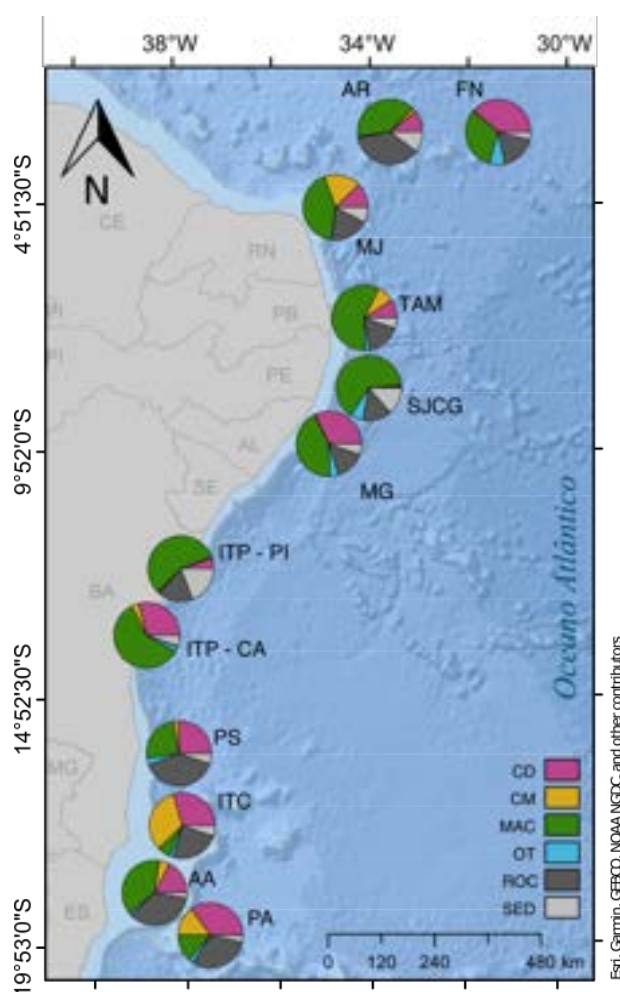 38°W 34°W 30°W
AR FN
4°51'30"S
N
CE
MJ
RN
TAM
PB
PE
SJCG
AL
9°52'0"S
MG
SE
ITP - PI
BA
ITP - CA
Oceano Atlântico
14°52'30"S
PS
MG
CD
ITC
CM
MAC
OT
AA
ROC
ES
PA
SED
19°53'0"S
0 120 240 480 km
Esri, Garmin, GEBCO, NOAA NGDC, and other contributors